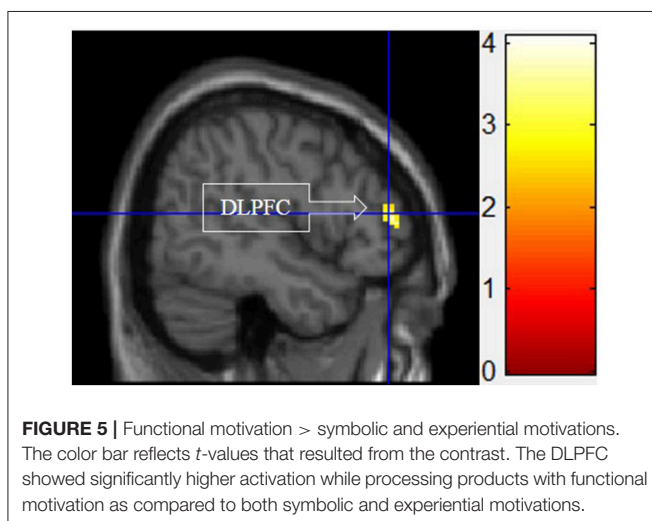 4
3
DLPFC
2
1
0
FIGURE 5 | Functional motivation > symbolic and experiential motivations.
The color bar reflects t-values that resulted from the contrast. The DLPFC
showed significantly higher activation while processing products with functional
motivation as compared to both symbolic and experiential motivations.